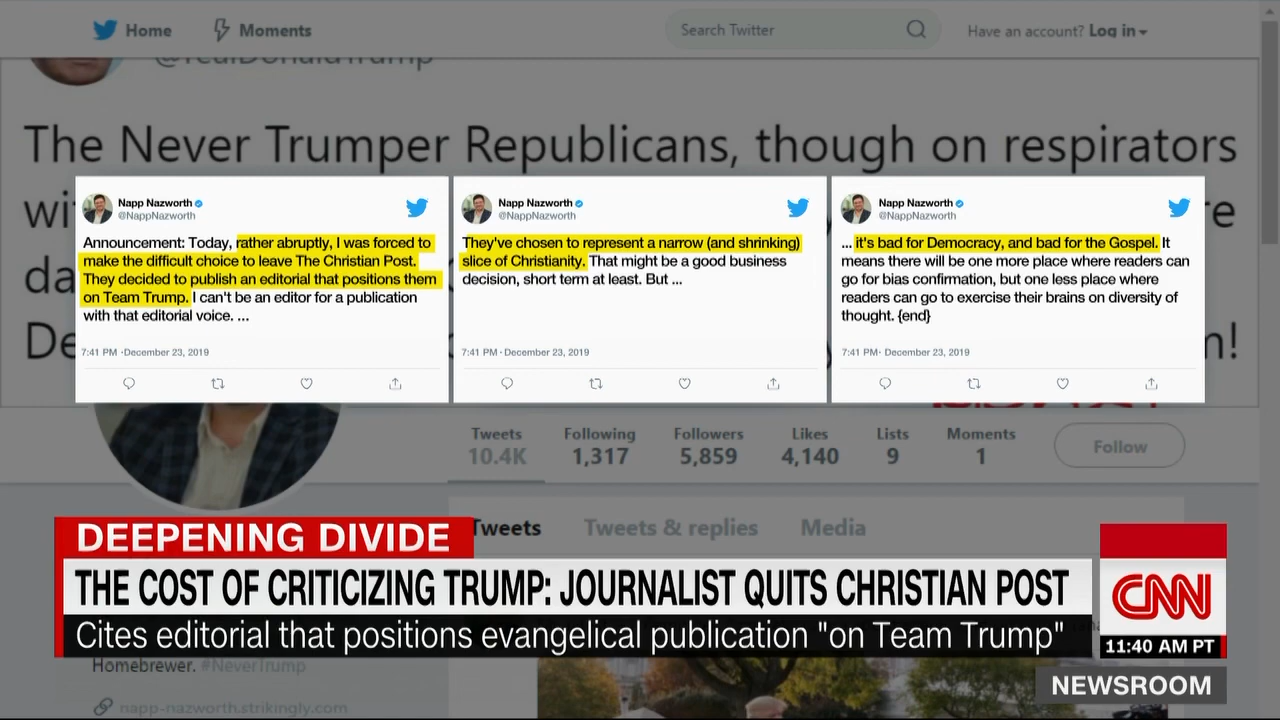 Home Moments Search Twitter Have an account? Log in
@realDonaldTrump
The Never Trumper Republicans, though on respirators
Napp Nazworth
@NappNazworth
Announcement: Today, rather abruptly, I was forced to
make the difficult choice to leave The Christian Post.
They decided to publish an editorial that positions them
on Team Trump. I can't be an editor for a publication
with that editorial voice. ...
7:41 PM · December 23, 2019
Napp Nazworth
@NappNazworth
They've chosen to represent a narrow (and shrinking)
slice of Christianity. That might be a good business
decision, short term at least. But ...
7:41 PM · December 23, 2019
Napp Nazworth
@NappNazworth
... it's bad for Democracy, and bad for the Gospel. It
means there will be one more place where readers can
go for bias confirmation, but one less place where
readers can go to exercise their brains on diversity of
thought. {end}
7:41 PM · December 23, 2019
Tweets Following Followers Likes Lists Moments
10.4K 1,317 5,859 4,140 9 1
Follow
Tweets Tweets & replies Media
DEEPENING DIVIDE
THE COST OF CRITICIZING TRUMP: JOURNALIST QUITS CHRISTIAN POST
Cites editorial that positions evangelical publication "on Team Trump"
CNN
11:40 AM PT
NEWSROOM
Homebrewer. #NeverTrump
napp-nazworth.strikingly.com